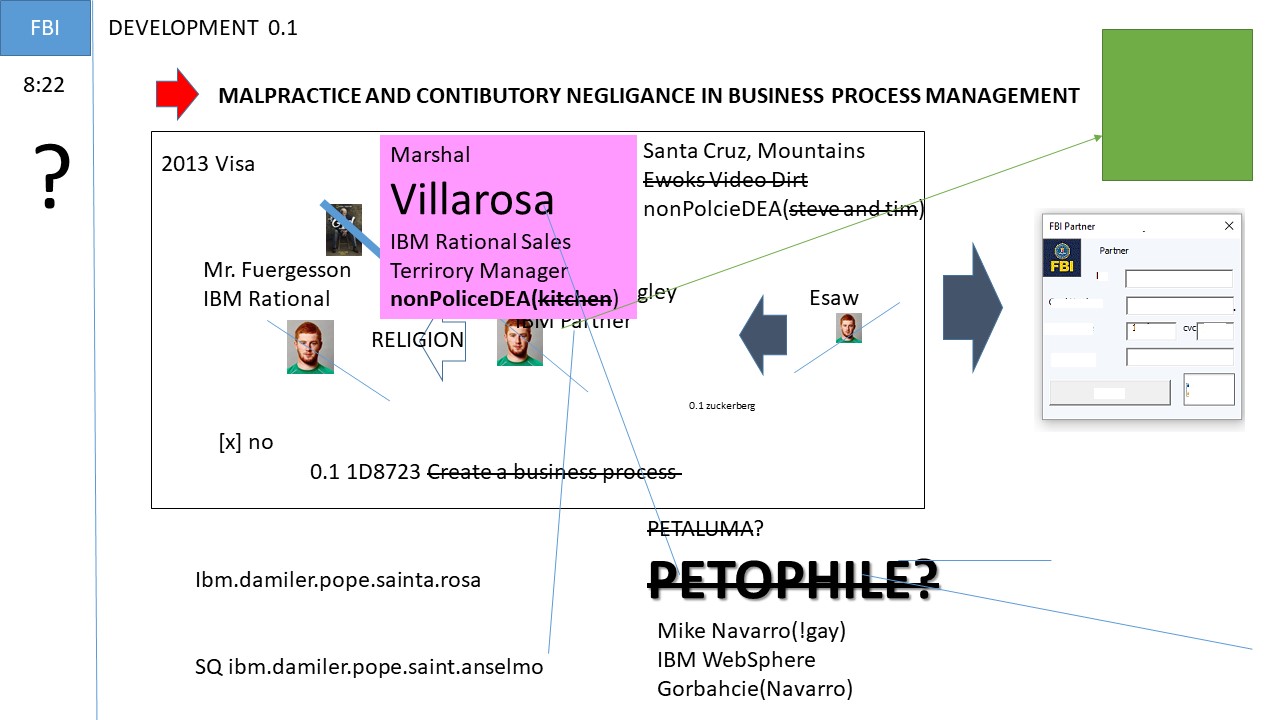 FBI
DEVELOPMENT 0.1
8:22
?
MALPRACTICE AND CONTIBUTORY NEGLIGANCE IN BUSINESS PROCESS MANAGEMENT
2013 Visa
Marshal
Villarosa
IBM Rational Sales
Terrirory Manager
nonPoliceDEA(kitchen)
Santa Cruz, Mountains
Ewoks Video Dirt
nonPolcieDEA(steve and tim)
Mr. Fuergesson
IBM Rational
gley
IBM Partner
RELIGION
Esaw
0.1 zuckerberg
[x] no
0.1 1D8723 Create a business process
FBI Partner
Partner
FBI
CVC
PETALUMA?
PETOPHILE?
Ibm.damiler.pope.sainta.rosa
Mike Navarro(!gay)
IBM WebSphere
Gorbahcie(Navarro)
SQ ibm.damiler.pope.saint.anselmo